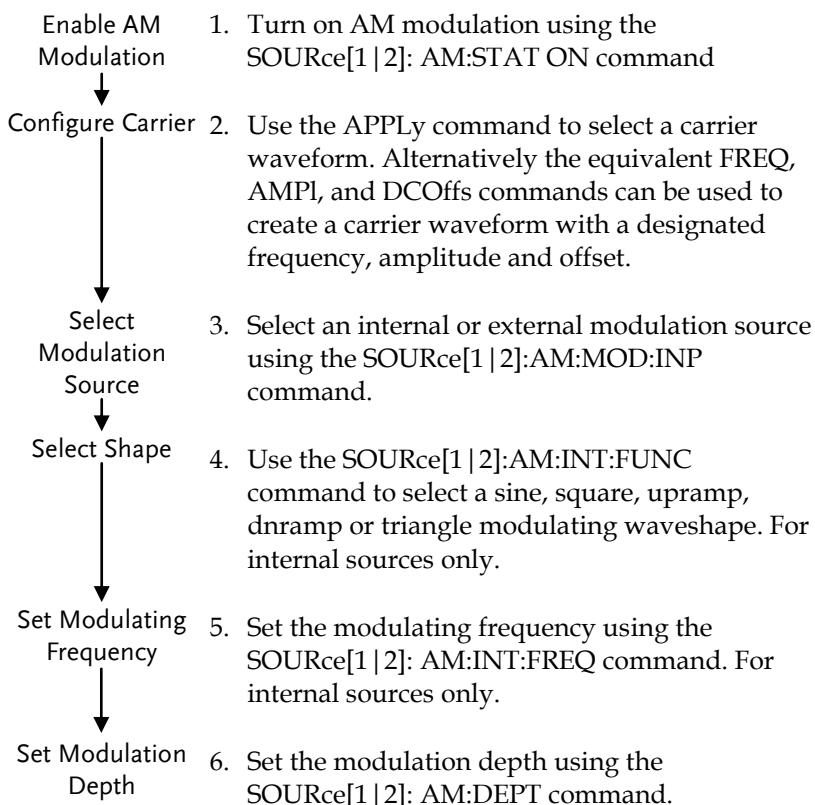 Enable AM
Modulation
1. Turn on AM modulation using the
SOURce[1|2]: AM:STAT ON command
Configure Carrier
2. Use the APPLy command to select a carrier
waveform. Alternatively the equivalent FREQ,
AMPl, and DCOffs commands can be used to
create a carrier waveform with a designated
frequency, amplitude and offset.
Select
Modulation
Source
3. Select an internal or external modulation source
using the SOURce[1|2]:AM:MOD:INP
command.
Select Shape
4. Use the SOURce[1|2]:AM:INT:FUNC
command to select a sine, square, upramp,
dnramp or triangle modulating waveshape. For
internal sources only.
Set Modulating
Frequency
5. Set the modulating frequency using the
SOURce[1|2]: AM:INT:FREQ command. For
internal sources only.
Set Modulation
Depth
6. Set the modulation depth using the
SOURce[1|2]: AM:DEPT command.